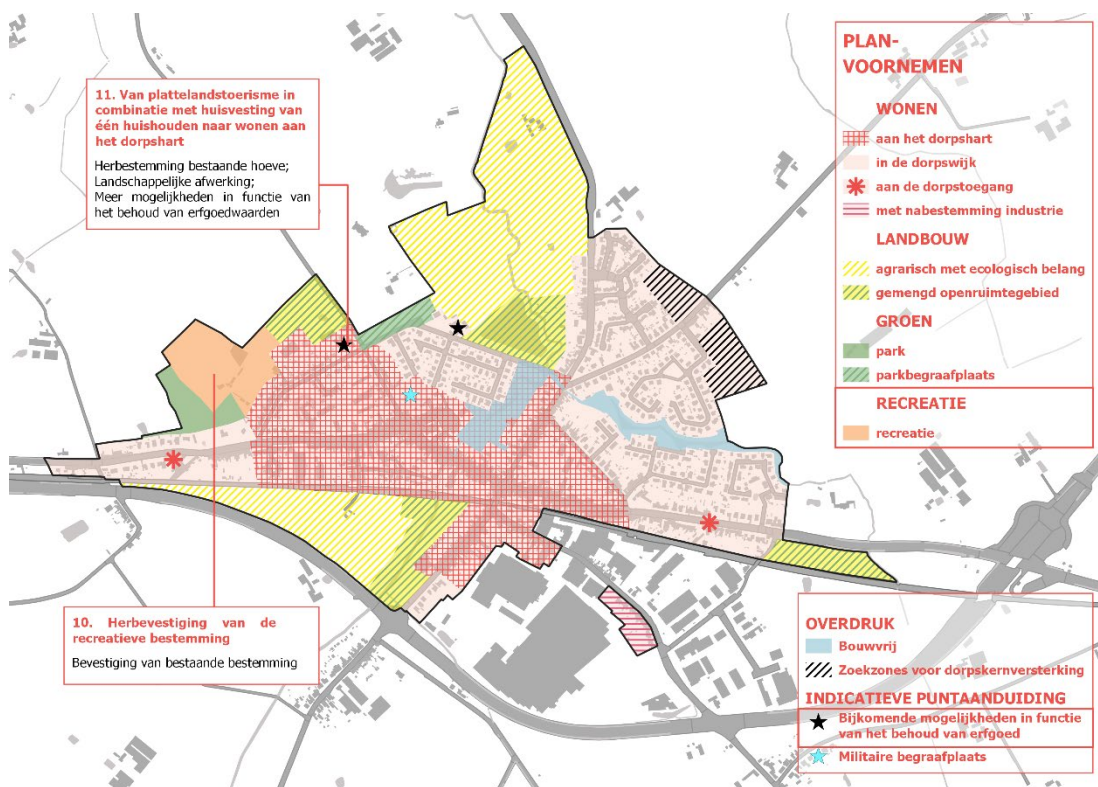 11. Van plattelandstoerisme in
combinatie met huisvesting van
één huishouden naar wonen aan
het dorpshart
Herbestemming bestaande hoeve;
Landschappelijke afwerking;
Meer mogelijkheden in functie van
het behoud van erfgoedwaarden
10. Herbevestiging van de
recreatieve bestemming
Bevestiging van bestaande bestemming
PLAN-
VOORNEMEN
WONEN
aan het dorpshart
in de dorpswijk
aan de dorpstoegang
met nabestemming industrie
LANDBOUW
agrarisch met ecologisch belang
gemengd openruimtegebied
GROEN
park
parkbegraafplaats
RECREATIE
recreatie
OVERDRUK
Bouwvrij
Zoekzones voor dorpskernversterking
INDICATIEVE PUNTAANDUIDING
Bijkomende mogelijkheden in functie
van het behoud van erfgoed
Militaire begraafplaats